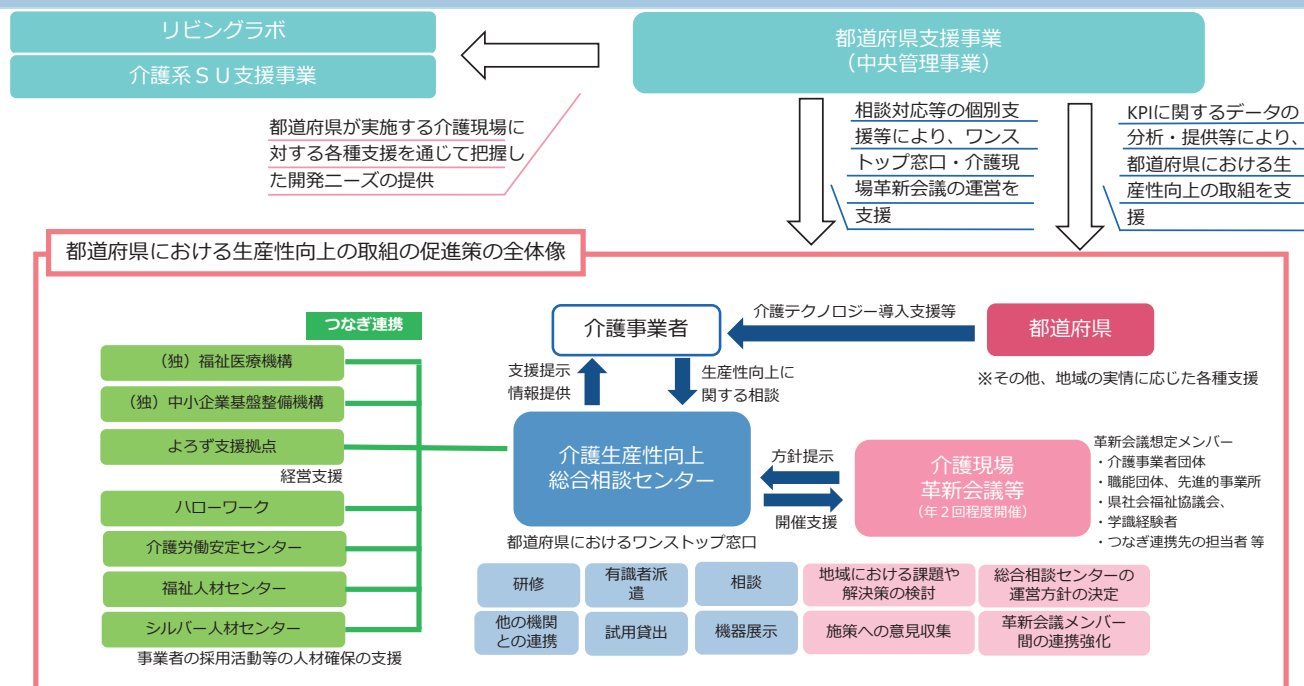 リビングラボ
介護系ＳＵ支援事業
都道府県支援事業
（中央管理事業）
都道府県が実施する介護現場に
対する各種支援を通じて把握し
た開発ニーズの提供
相談対応等の個別支
援等により、ワンス
トップ窓口・介護現
場革新会議の運営を
支援
KPIに関するデータの
分析・提供等により、
都道府県における生
産性向上の取組を支
援
都道府県における生産性向上の取組の促進策の全体像
つなぎ連携
（独）福祉医療機構
（独）中小企業基盤整備機構
よろず支援拠点
経営支援
ハローワーク
介護労働安定センター
福祉人材センター
シルバー人材センター
事業者の採用活動等の人材確保の支援
介護事業者
介護テクノロジー導入支援等
都道府県
※その他、地域の実情に応じた各種支援
支援提示
情報提供
生産性向上に
関する相談
介護生産性向上
総合相談センター
方針提示
開催支援
介護現場
革新会議等
（年２回程度開催）
革新会議想定メンバー
・介護事業者団体
・職能団体、先進的事業所
・県社会福祉協議会、
・学識経験者
・つなぎ連携先の担当者 等
都道府県におけるワンストップ窓口
研修
有識者派
遣
相談
地域における課題や
解決策の検討
総合相談センターの
運営方針の決定
他の機関
との連携
試用貸出
機器展示
施策への意見収集
革新会議メンバー
間の連携強化